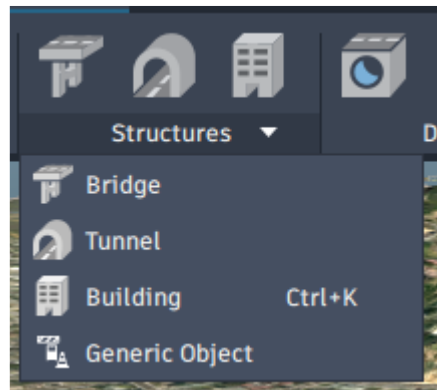 Structures
D
Bridge
Tunnel
Building Ctrl+K
Generic Object